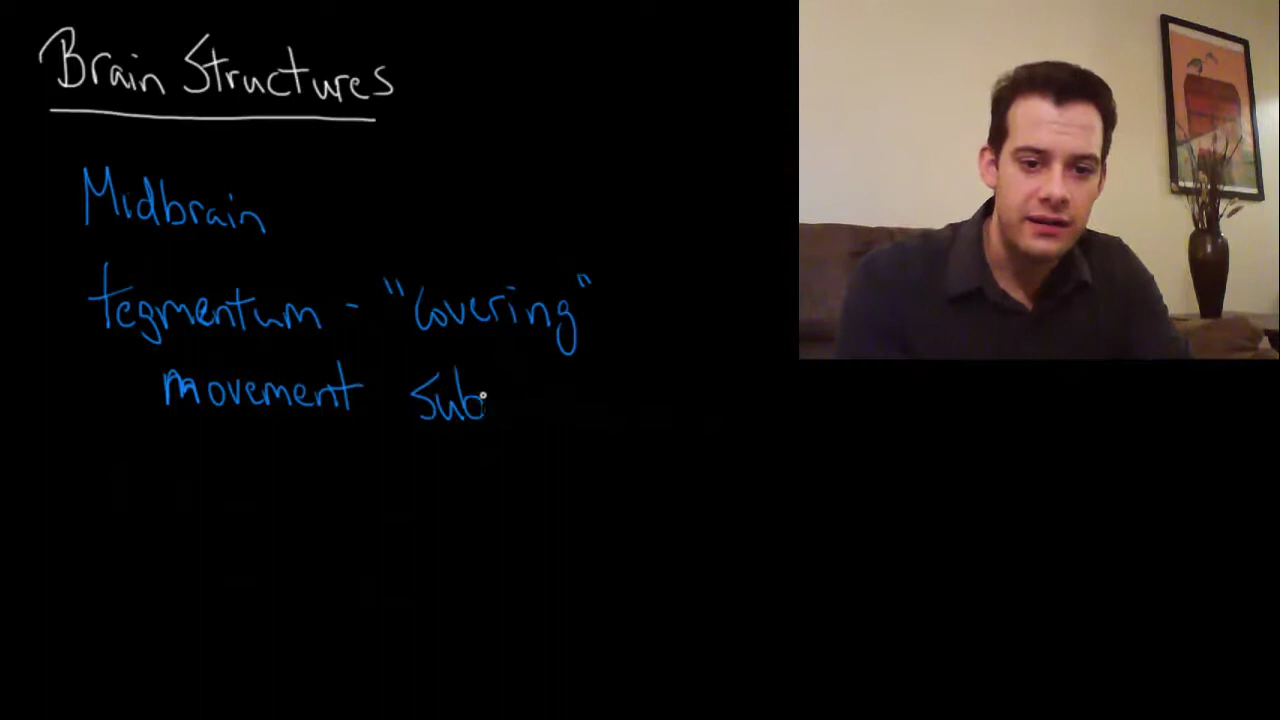 Brain Structures
Midbrain
tegmentum - "covering"
movement Sub